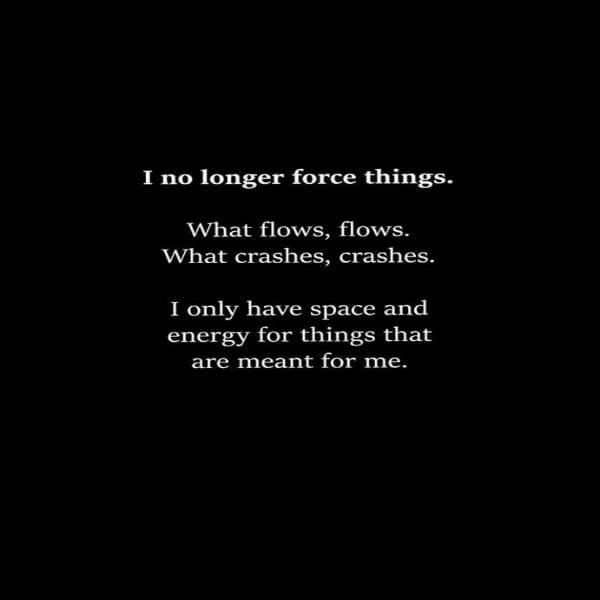 I no longer force things.
What flows, flows.
What crashes, crashes.
I only have space and
energy for things that
are meant for me.